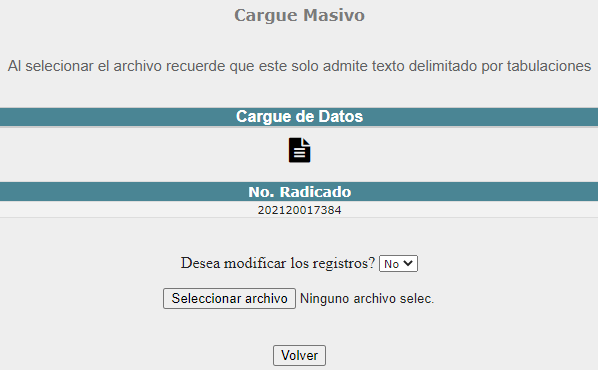 Cargue Masivo
Al selecionar el archivo recuerde que este solo admite texto delimitado por tabulaciones
Cargue de Datos
No. Radicado
202120017384
Desea modificar los registros? No
Seleccionar archivo Ninguno archivo selec.
Volver